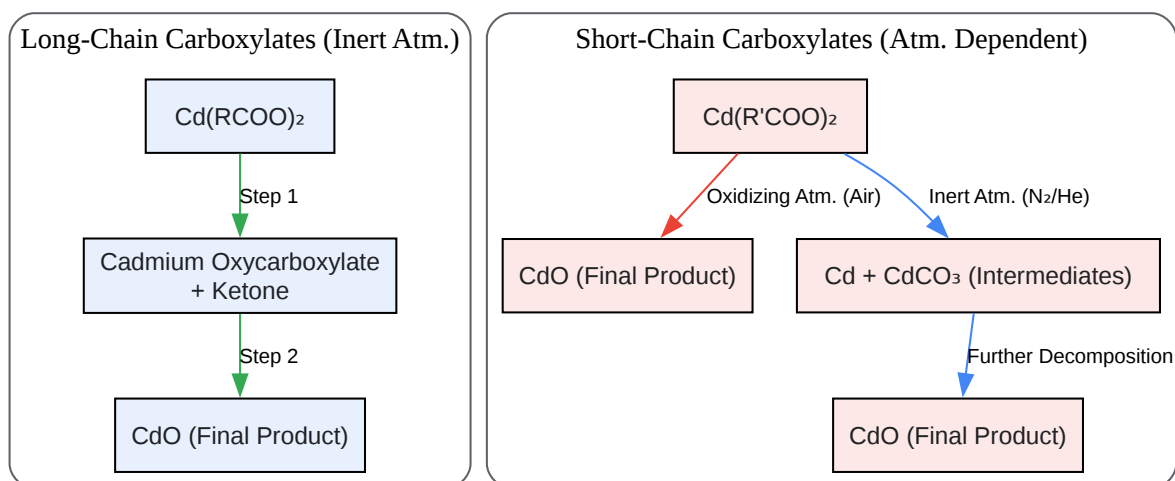 Long-Chain Carboxylates (Inert Atm.)
Cd(RCOO)₂
Step 1
Cadmium Oxycarboxylate
+ Ketone
Step 2
CdO (Final Product)
Short-Chain Carboxylates (Atm. Dependent)
Cd(R'COO)₂
Oxidizing Atm. (Air)
Inert Atm. (N₂/He)
CdO (Final Product)
Cd + CdCO₃ (Intermediates)
Further Decomposition
CdO (Final Product)